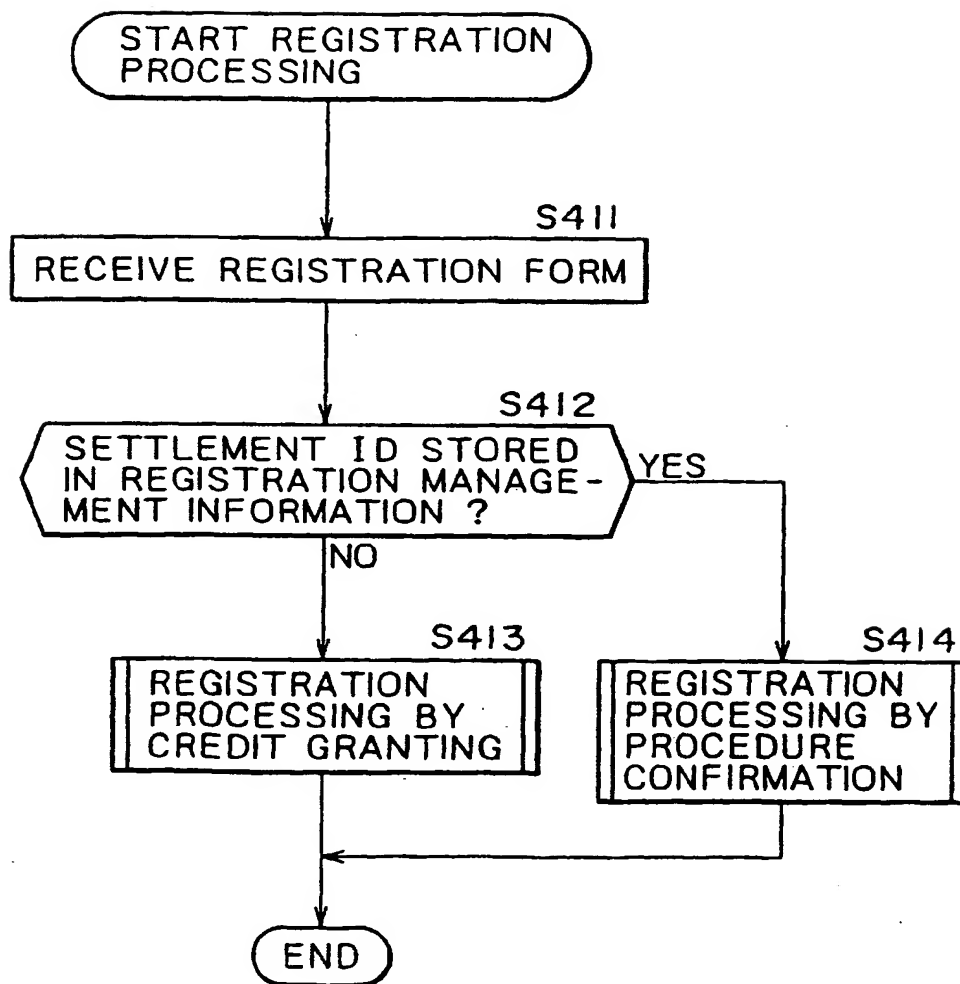 START REGISTRATION
PROCESSING
S411
RECEIVE REGISTRATION FORM
S412
SETTLEMENT ID STORED
IN REGISTRATION MANAGE-
MENT INFORMATION ?
YES
NO
S413
REGISTRATION
PROCESSING BY
CREDIT GRANTING
S414
REGISTRATION
PROCESSING BY
PROCEDURE
CONFIRMATION
END